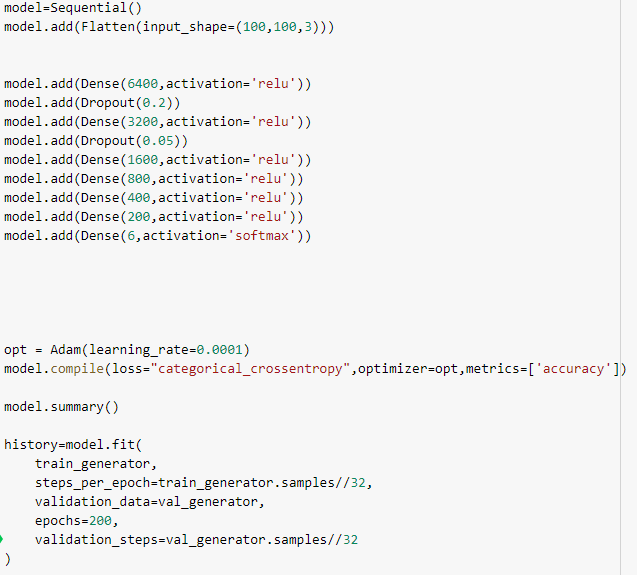 model=Sequential()
model.add(Flatten(input_shape=(100,100,3)))
model.add(Dense(6400,activation='relu'))
model.add(Dropout(0.2))
model.add(Dense(3200,activation='relu'))
model.add(Dropout(0.05))
model.add(Dense(1600,activation='relu'))
model.add(Dense(800,activation='relu'))
model.add(Dense(400,activation='relu'))
model.add(Dense(200,activation='relu'))
model.add(Dense(6,activation='softmax'))
opt = Adam(learning_rate=0.0001)
model.compile(loss="categorical_crossentropy",optimizer=opt,metrics=['accuracy'])
model.summary()
history=model.fit(
    train_generator,
    steps_per_epoch=train_generator.samples//32,
    validation_data=val_generator,
    epochs=200,
    validation_steps=val_generator.samples//32
)